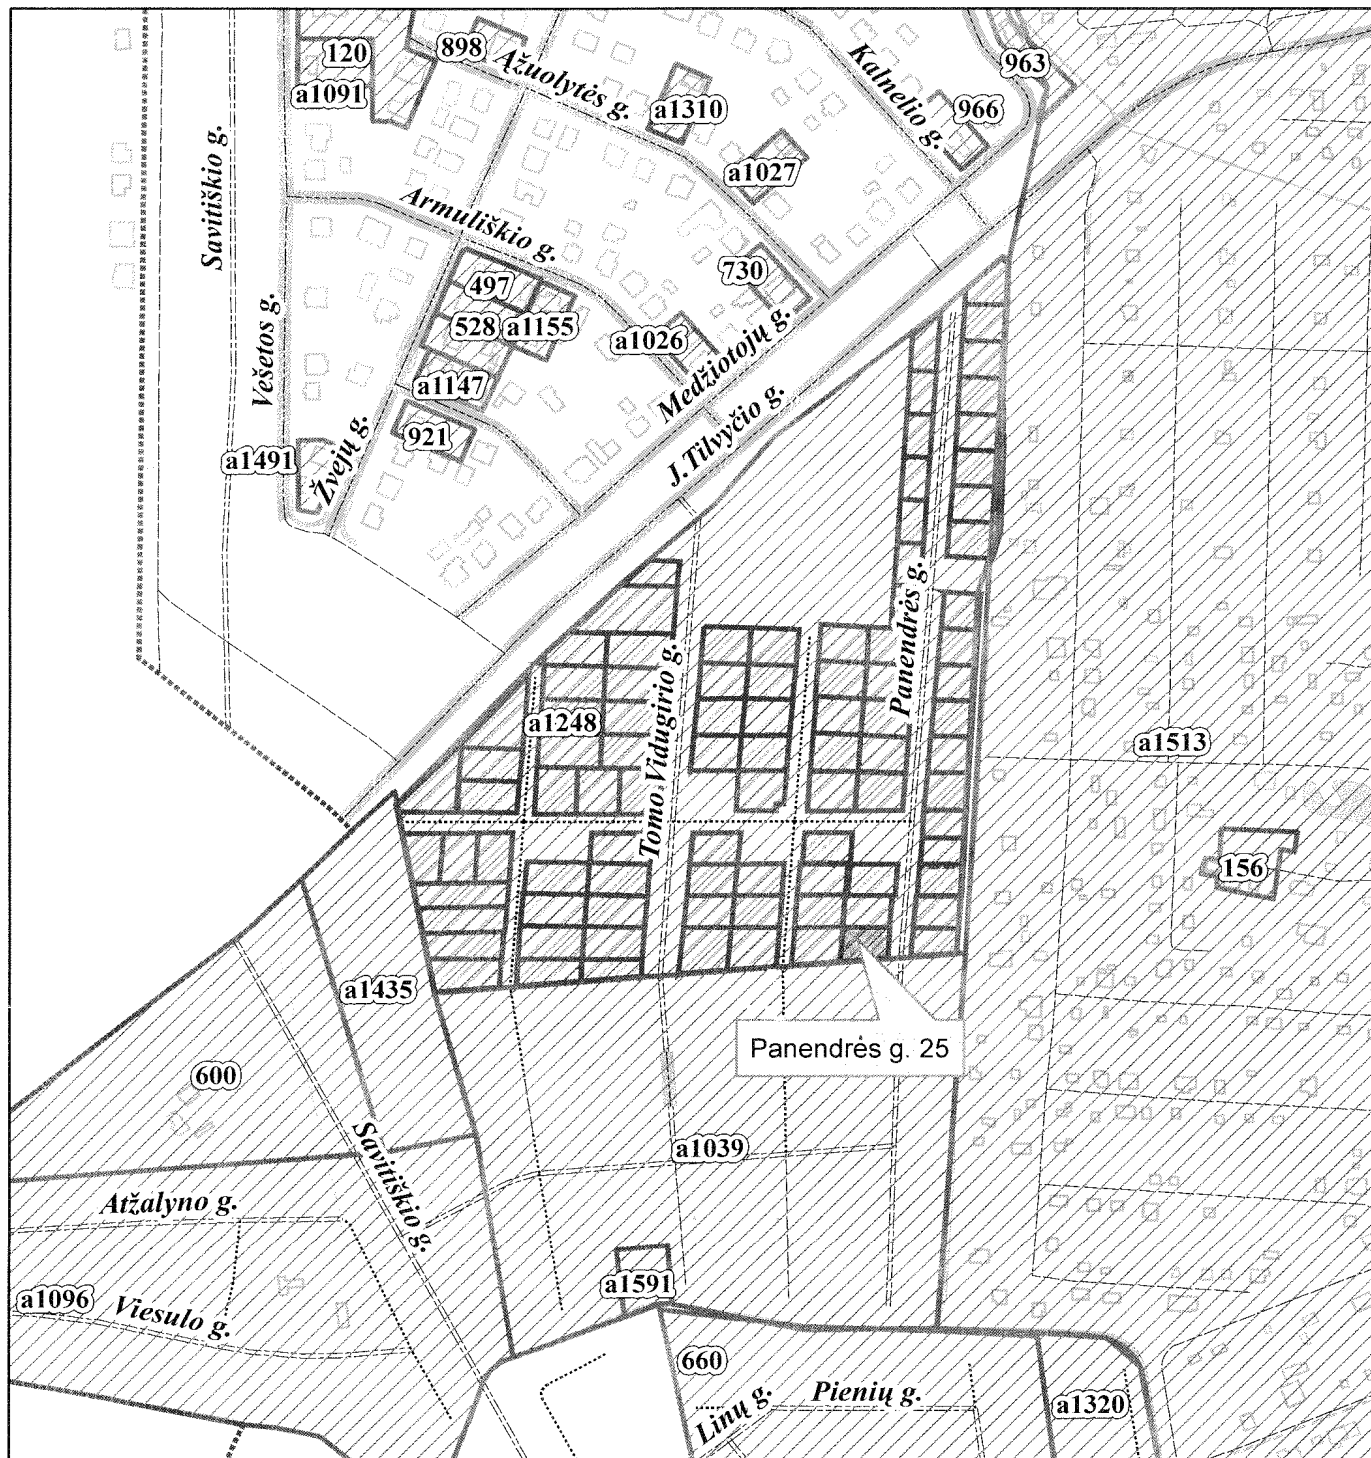 120
898
Ąžuolytės g.
a1091
a1310
Kalnelio g.
963
966
a1027
Savitiškio g.
Armuliškio g.
730
497
528
a1155
a1026
Medžiotojų g.
Vešetos g.
a1147
J.Tilvyčio g.
921
a1491
Žvejų g.
Panendrės g.
a1248
Tomo Vidugirio g.
a1513
156
a1435
Panendrės g. 25
600
a1039
Savitiškio g.
Atžalyno g.
a1591
a1096
Viesulo g.
660
Linų g.
Pienių g.
a1320